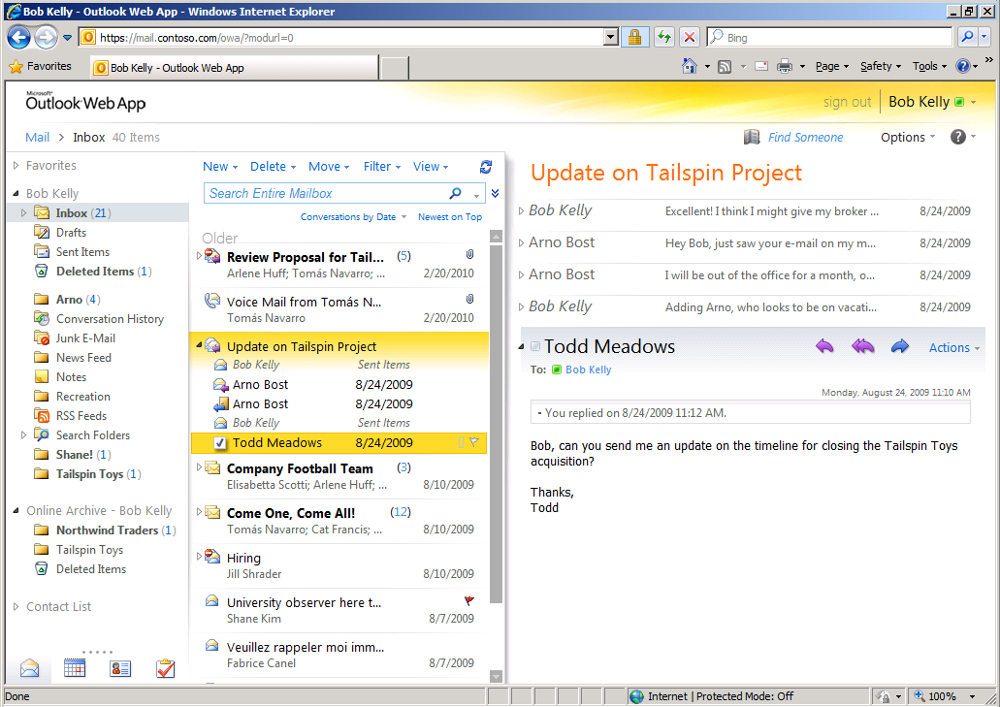 Bob Kelly - Outlook Web App - Windows Internet Explorer
https://mail.contoso.com/owa/?modurl=0
Bing
Favorites
Bob Kelly - Outlook Web App
Page
Safety
Tools
»
Microsoft®
Outlook Web App
sign out
Bob Kelly
Mail > Inbox 40 Items
Find Someone
Options
Favorites
Bob Kelly
Inbox (21)
Drafts
Sent Items
Deleted Items (1)
Arno (4)
Conversation History
Junk E-Mail
News Feed
Notes
Recreation
RSS Feeds
Search Folders
Shane! (1)
Tailspin Toys (1)
Online Archive - Bob Kelly
Northwind Traders (1)
Tailspin Toys
Deleted Items
Contact List
New Delete Move Filter View
Search Entire Mailbox
Conversations by Date Newest on Top
Older
Review Proposal for Tail... (5)
Arlene Huff; Tomás Navarro; ... 2/20/2010
Voice Mail from Tomás N...
Tomás Navarro 2/20/2010
Update on Tailspin Project
Bob Kelly Sent Items
Arno Bost 8/24/2009
Arno Bost 8/24/2009
Bob Kelly Sent Items
Todd Meadows 8/24/2009
Company Football Team (3)
Elisabetta Scotti; Arlene Huff; ... 8/10/2009
Come One, Come All! (12)
Tomás Navarro; Cat Francis; ... 8/10/2009
Hiring
Jill Shrader 8/10/2009
University observer here t...
Shane Kim 8/7/2009
Veuillez rappeler moi imm...
Fabrice Canel 8/7/2009
Update on Tailspin Project
Bob Kelly Excellent! I think I might give my broker ... 8/24/2009
Arno Bost Hey Bob, just saw your e-mail on my m... 8/24/2009
Arno Bost I will be out of the office for a month, o... 8/24/2009
Bob Kelly Adding Arno, who looks to be on vacati... 8/24/2009
Todd Meadows
Actions
To: Bob Kelly
Monday, August 24, 2009 11:10 AM
- You replied on 8/24/2009 11:12 AM.
Bob, can you send me an update on the timeline for closing the Tailspin Toys
acquisition?
Thanks,
Todd
Done
Internet | Protected Mode: Off
100%